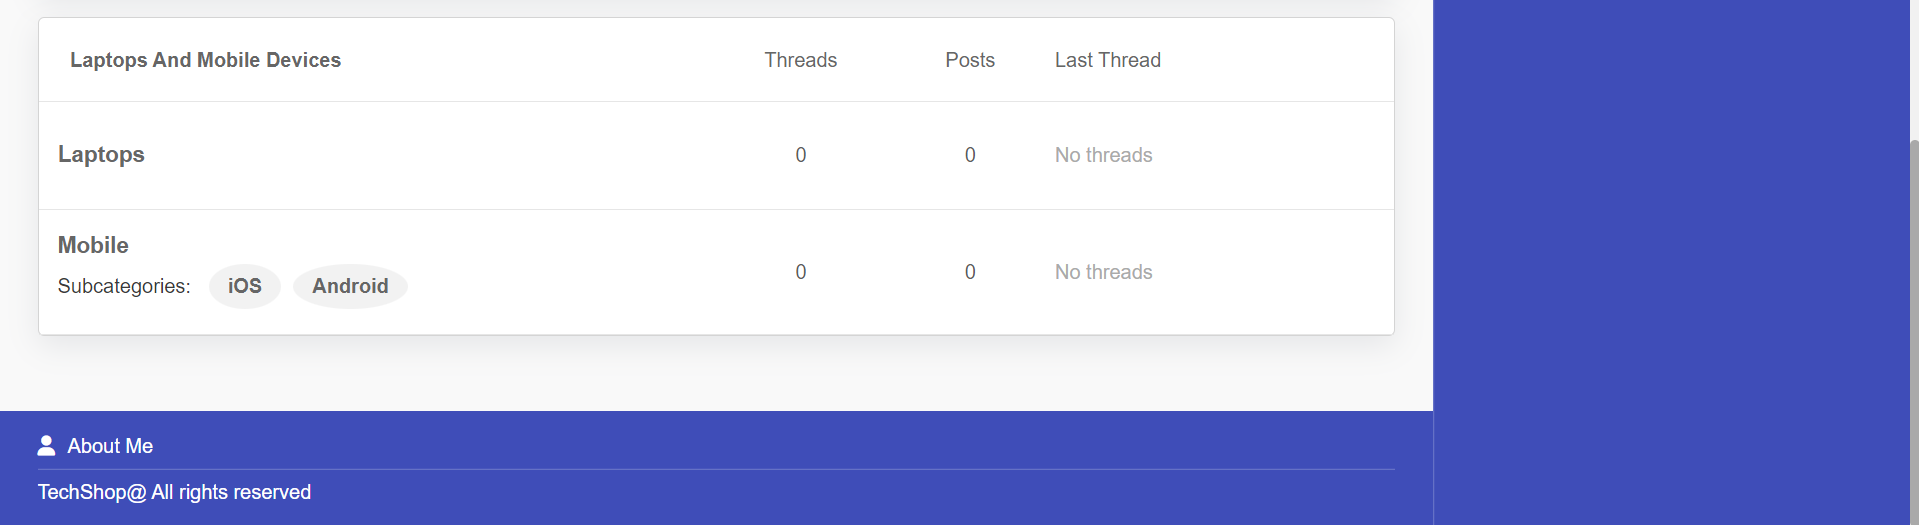 Laptops And Mobile Devices Threads Posts Last Thread
Laptops 0 0 No threads
Mobile
Subcategories: iOS Android 0 0 No threads
About Me
TechShop@ All rights reserved